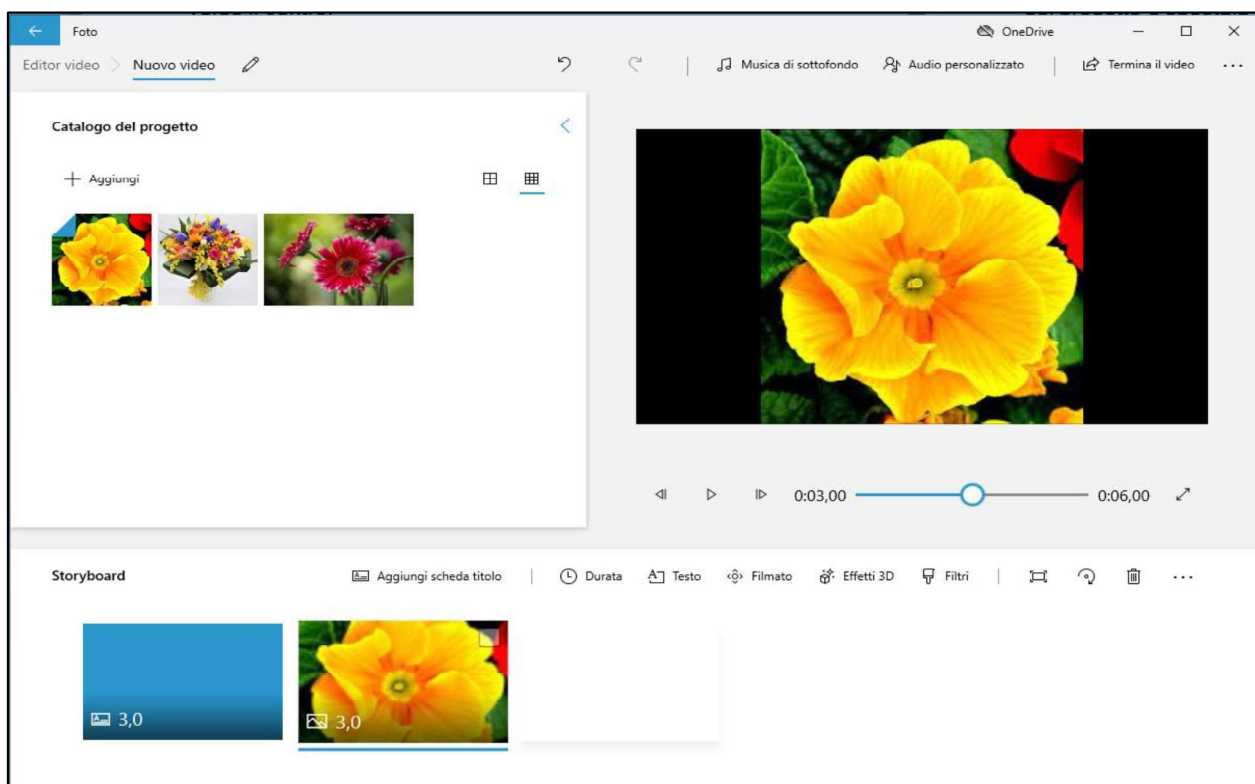 Foto
OneDrive
Editor video
Nuovo video
Musica di sottofondo
Audio personalizzato
Termina il video
Catalogo del progetto
Aggiungi
0:03,00
0:06,00
Storyboard
Aggiungi scheda titolo
Durata
Testo
Filmato
Effetti 3D
Filtri
3,0
3,0